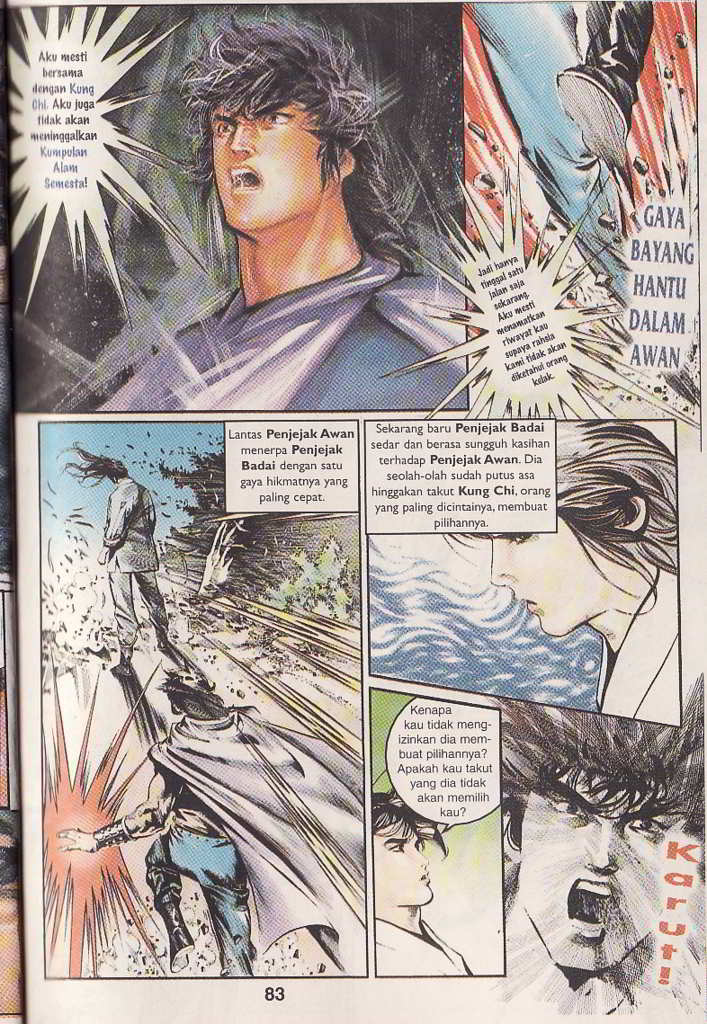 Aku mesti
bersama
dengan Kung
Chi. Aku juga
tidak akan
meninggalkan
Kumpulan
Alam
Semesta!
GAYA
BAYANG
HANTU
DALAM
AWAN
Jadi hanya
tinggal satu
jalan saja
sekarang.
Aku mesti
menamatkan
riwayat kau
supaya rahsia
kami tidak akan
diketahui orang
kelak.
Lantas Penjejak Awan
menerpa Penjejak
Badai dengan satu
gaya hikmatnya yang
paling cepat.
Sekarang baru Penjejak Badai
sedar dan berasa sungguh kasihan
terhadap Penjejak Awan. Dia
seolah-olah sudah putus asa
hinggakan takut Kung Chi, orang
yang paling dicintainya, membuat
pilihannya.
Kenapa
kau tidak meng-
izinkan dia mem-
buat pilihannya?
Apakah kau takut
yang dia tidak
akan memilih
kau?
Karut!
83